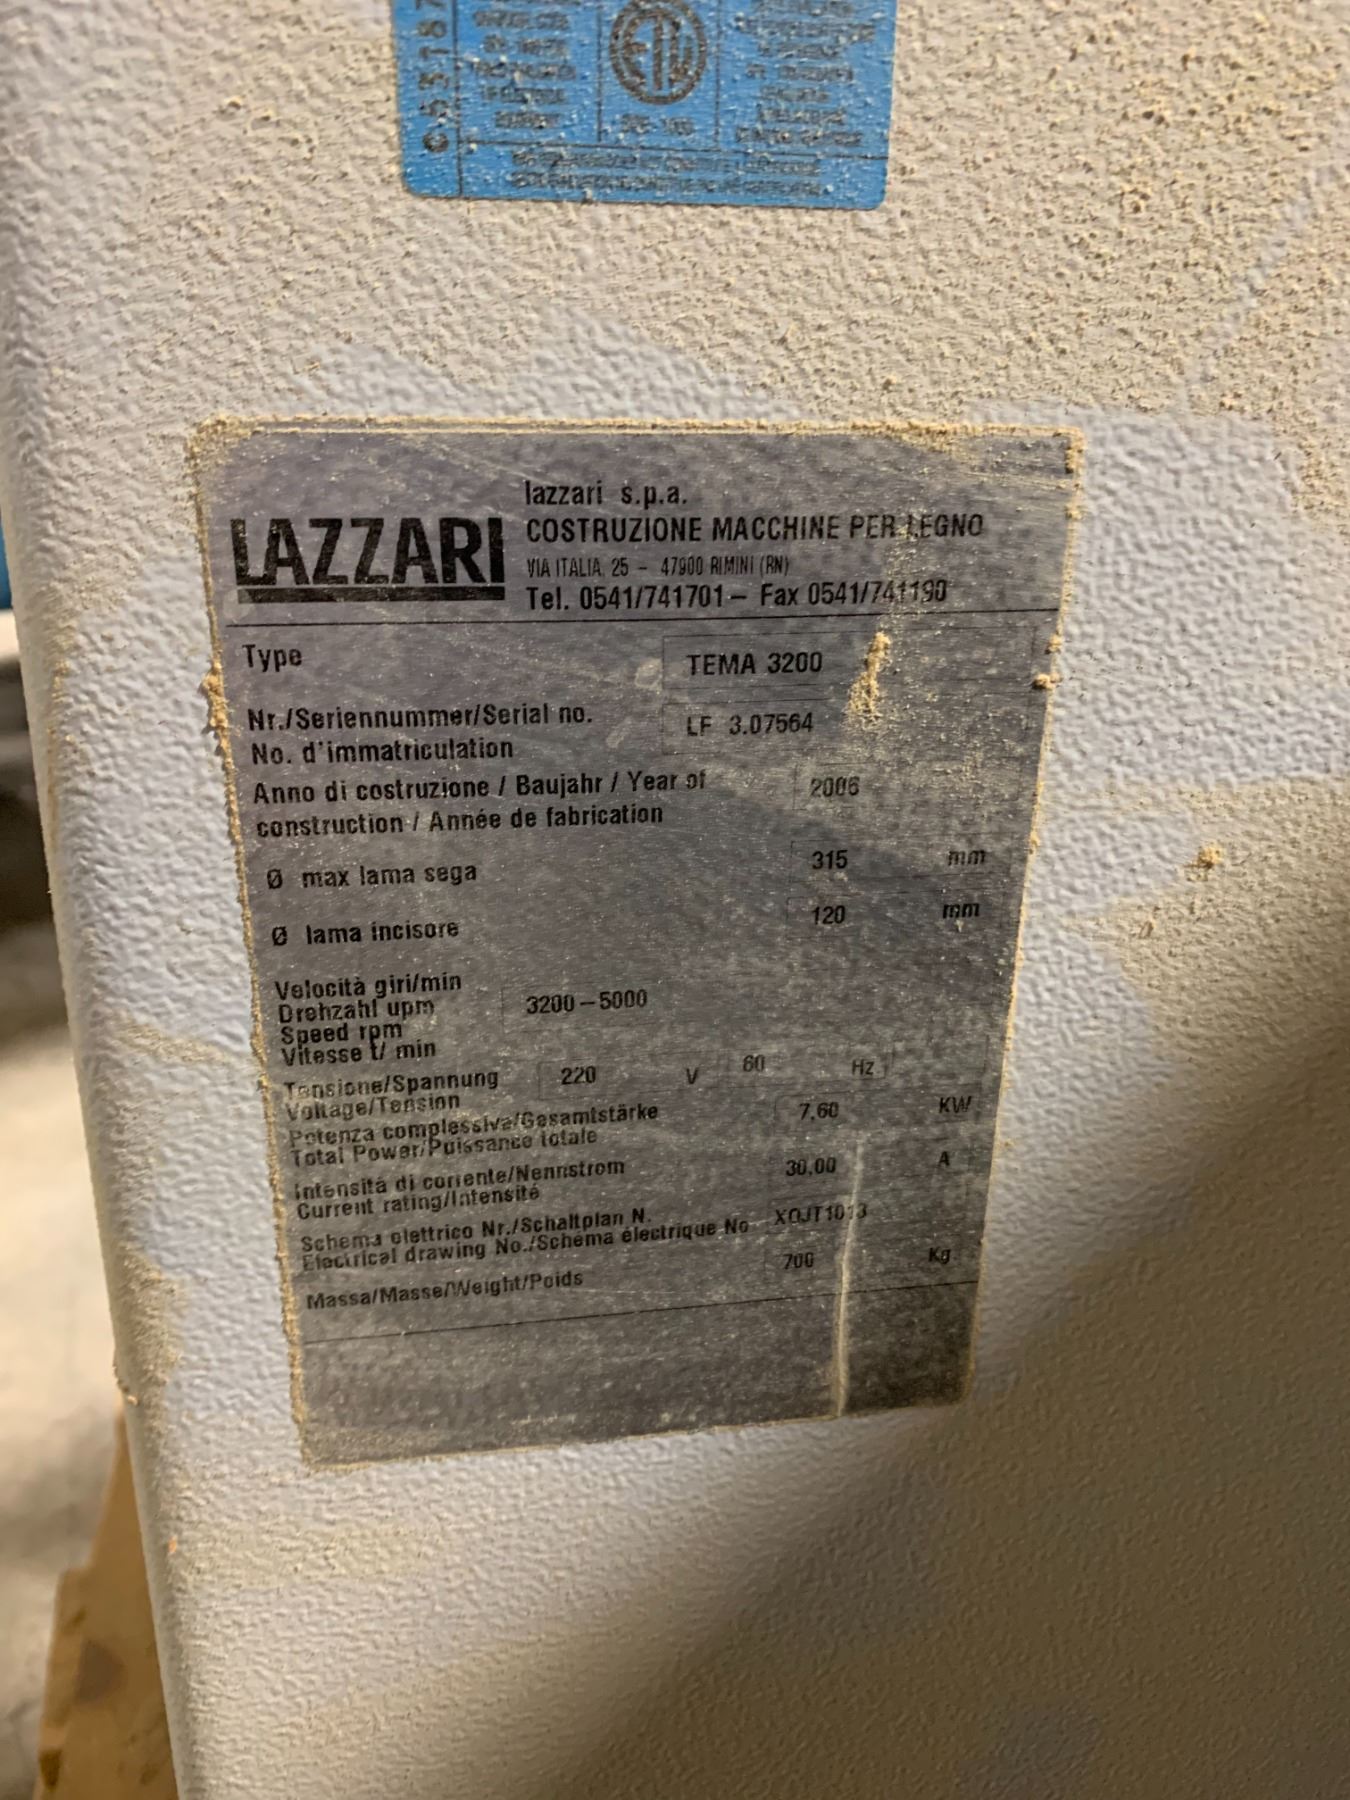 C53187
ETL
LAZZARI
lazzari s.p.a.
COSTRUZIONE MACCHINE PER LEGNO
VIA ITALIA, 25 - 47900 RIMINI (RN)
Tel. 0541/741701 - Fax 0541/741190
Type TEMA 3200
Nr./Seriennummer/Serial no. LF 3.07564
No. d'immatriculation
Anno di costruzione / Baujahr / Year of 2006
construction / Année de fabrication
Ø max lama sega 315 mm
Ø lama incisore 120 mm
Velocità giri/min
Drehzahl upm 3200-5000
Speed rpm
Vitesse t/ min
Tensione/Spannung 220 V 60 Hz
Voltage/Tension
Potenza complessiva/Gesamtstärke 7,60 KW
Total Power/Puissance totale
Intensitá di corriente/Nennstrom 30,00 A
Current rating/Intensité
Schema elettrico Nr./Schaltplan N. XOJT1013
Electrical drawing No./Schéma électrique No
Massa/Masse/Weight/Poids 700 Kg